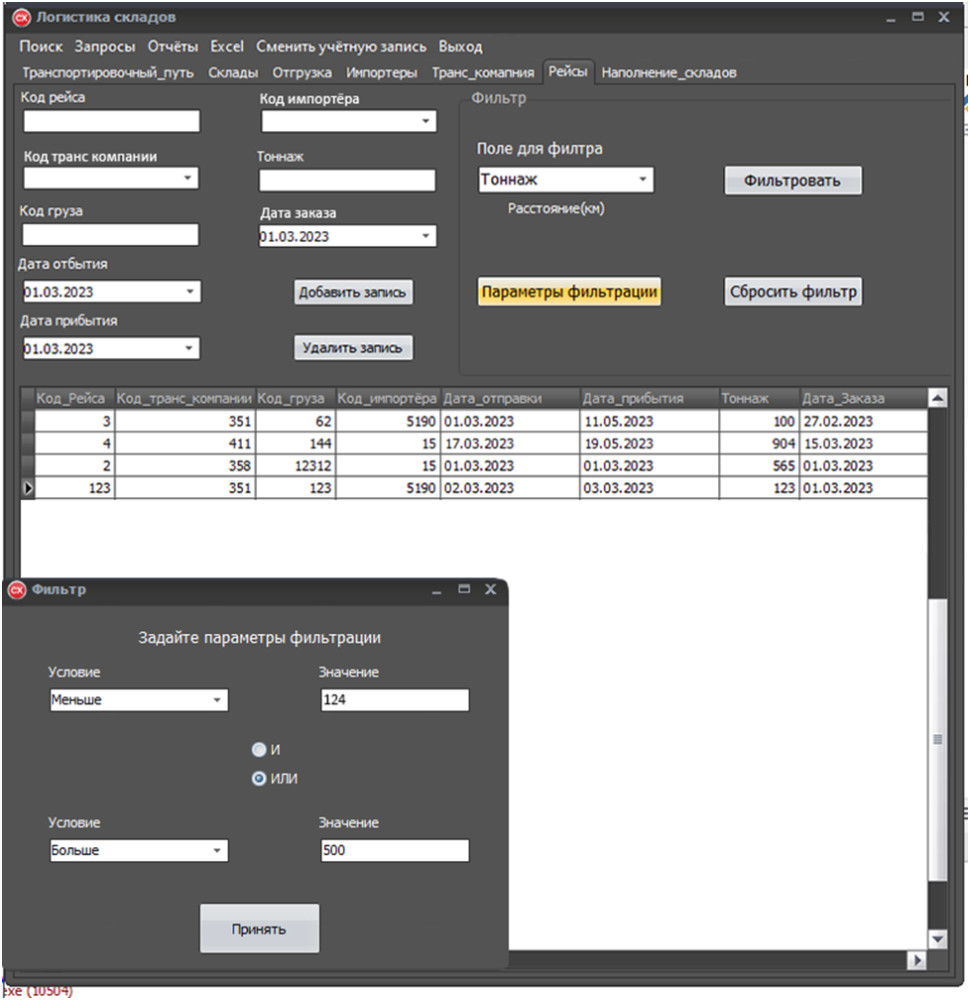 Логистика складов
Поиск Запросы Отчёты Excel Сменить учётную запись Выход
Транспортировочный_путь Склады Отгрузка Импортеры Транс_комапния Рейсы Наполнение_складов
Код рейса
Код импортёра
Фильтр
Код транс компании
Тоннаж
Поле для филтра
Тоннаж
Фильтровать
Расстояние(км)
Код груза
Дата заказа
01.03.2023
Дата отбытия
01.03.2023
Добавить запись
Параметры фильтрации
Сбросить фильтр
Дата прибытия
01.03.2023
Удалить запись
Код_Рейса Код_транс_компании Код_груза Код_импортёра Дата_отправки Дата_прибытия Тоннаж Дата_Заказа
3 351 62 5190 01.03.2023 11.05.2023 100 27.02.2023
4 411 144 15 17.03.2023 19.05.2023 904 15.03.2023
2 358 12312 15 01.03.2023 01.03.2023 565 01.03.2023
123 351 123 5190 02.03.2023 03.03.2023 123 01.03.2023
Фильтр
Задайте параметры фильтрации
Условие Значение
Меньше 124
И
ИЛИ
Условие Значение
Больше 500
Принять
exe (10504)